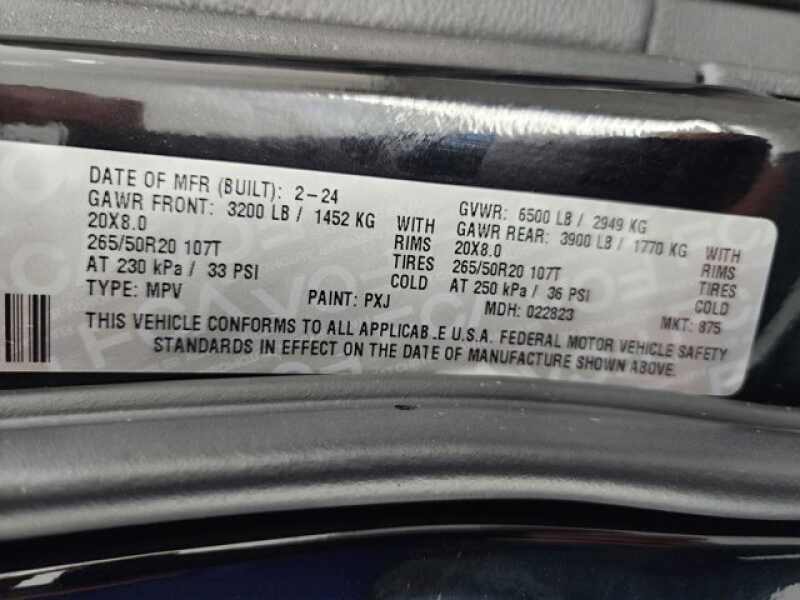 DATE OF MFR (BUILT): 2-24 GVWR: 6500 LB / 2949 KG
GAWR FRONT: 3200 LB / 1452 KG WITH GAWR REAR: 3900 LB / 1770 KG WITH
20X8.0 RIMS 20X8.0 RIMS
265/50R20 107T TIRES 265/50R20 107T TIRES
AT 230 kPa / 33 PSI COLD AT 250 kPa / 36 PSI COLD
TYPE: MPV PAINT: PXJ MDH: 022823 MKT: 875
THIS VEHICLE CONFORMS TO ALL APPLICAB.E U.S.A. FEDERAL MOTOR VEHICLE SAFETY
STANDARDS IN EFFECT ON THE DATE OF MANUFACTURE SHOWN ABOVE.